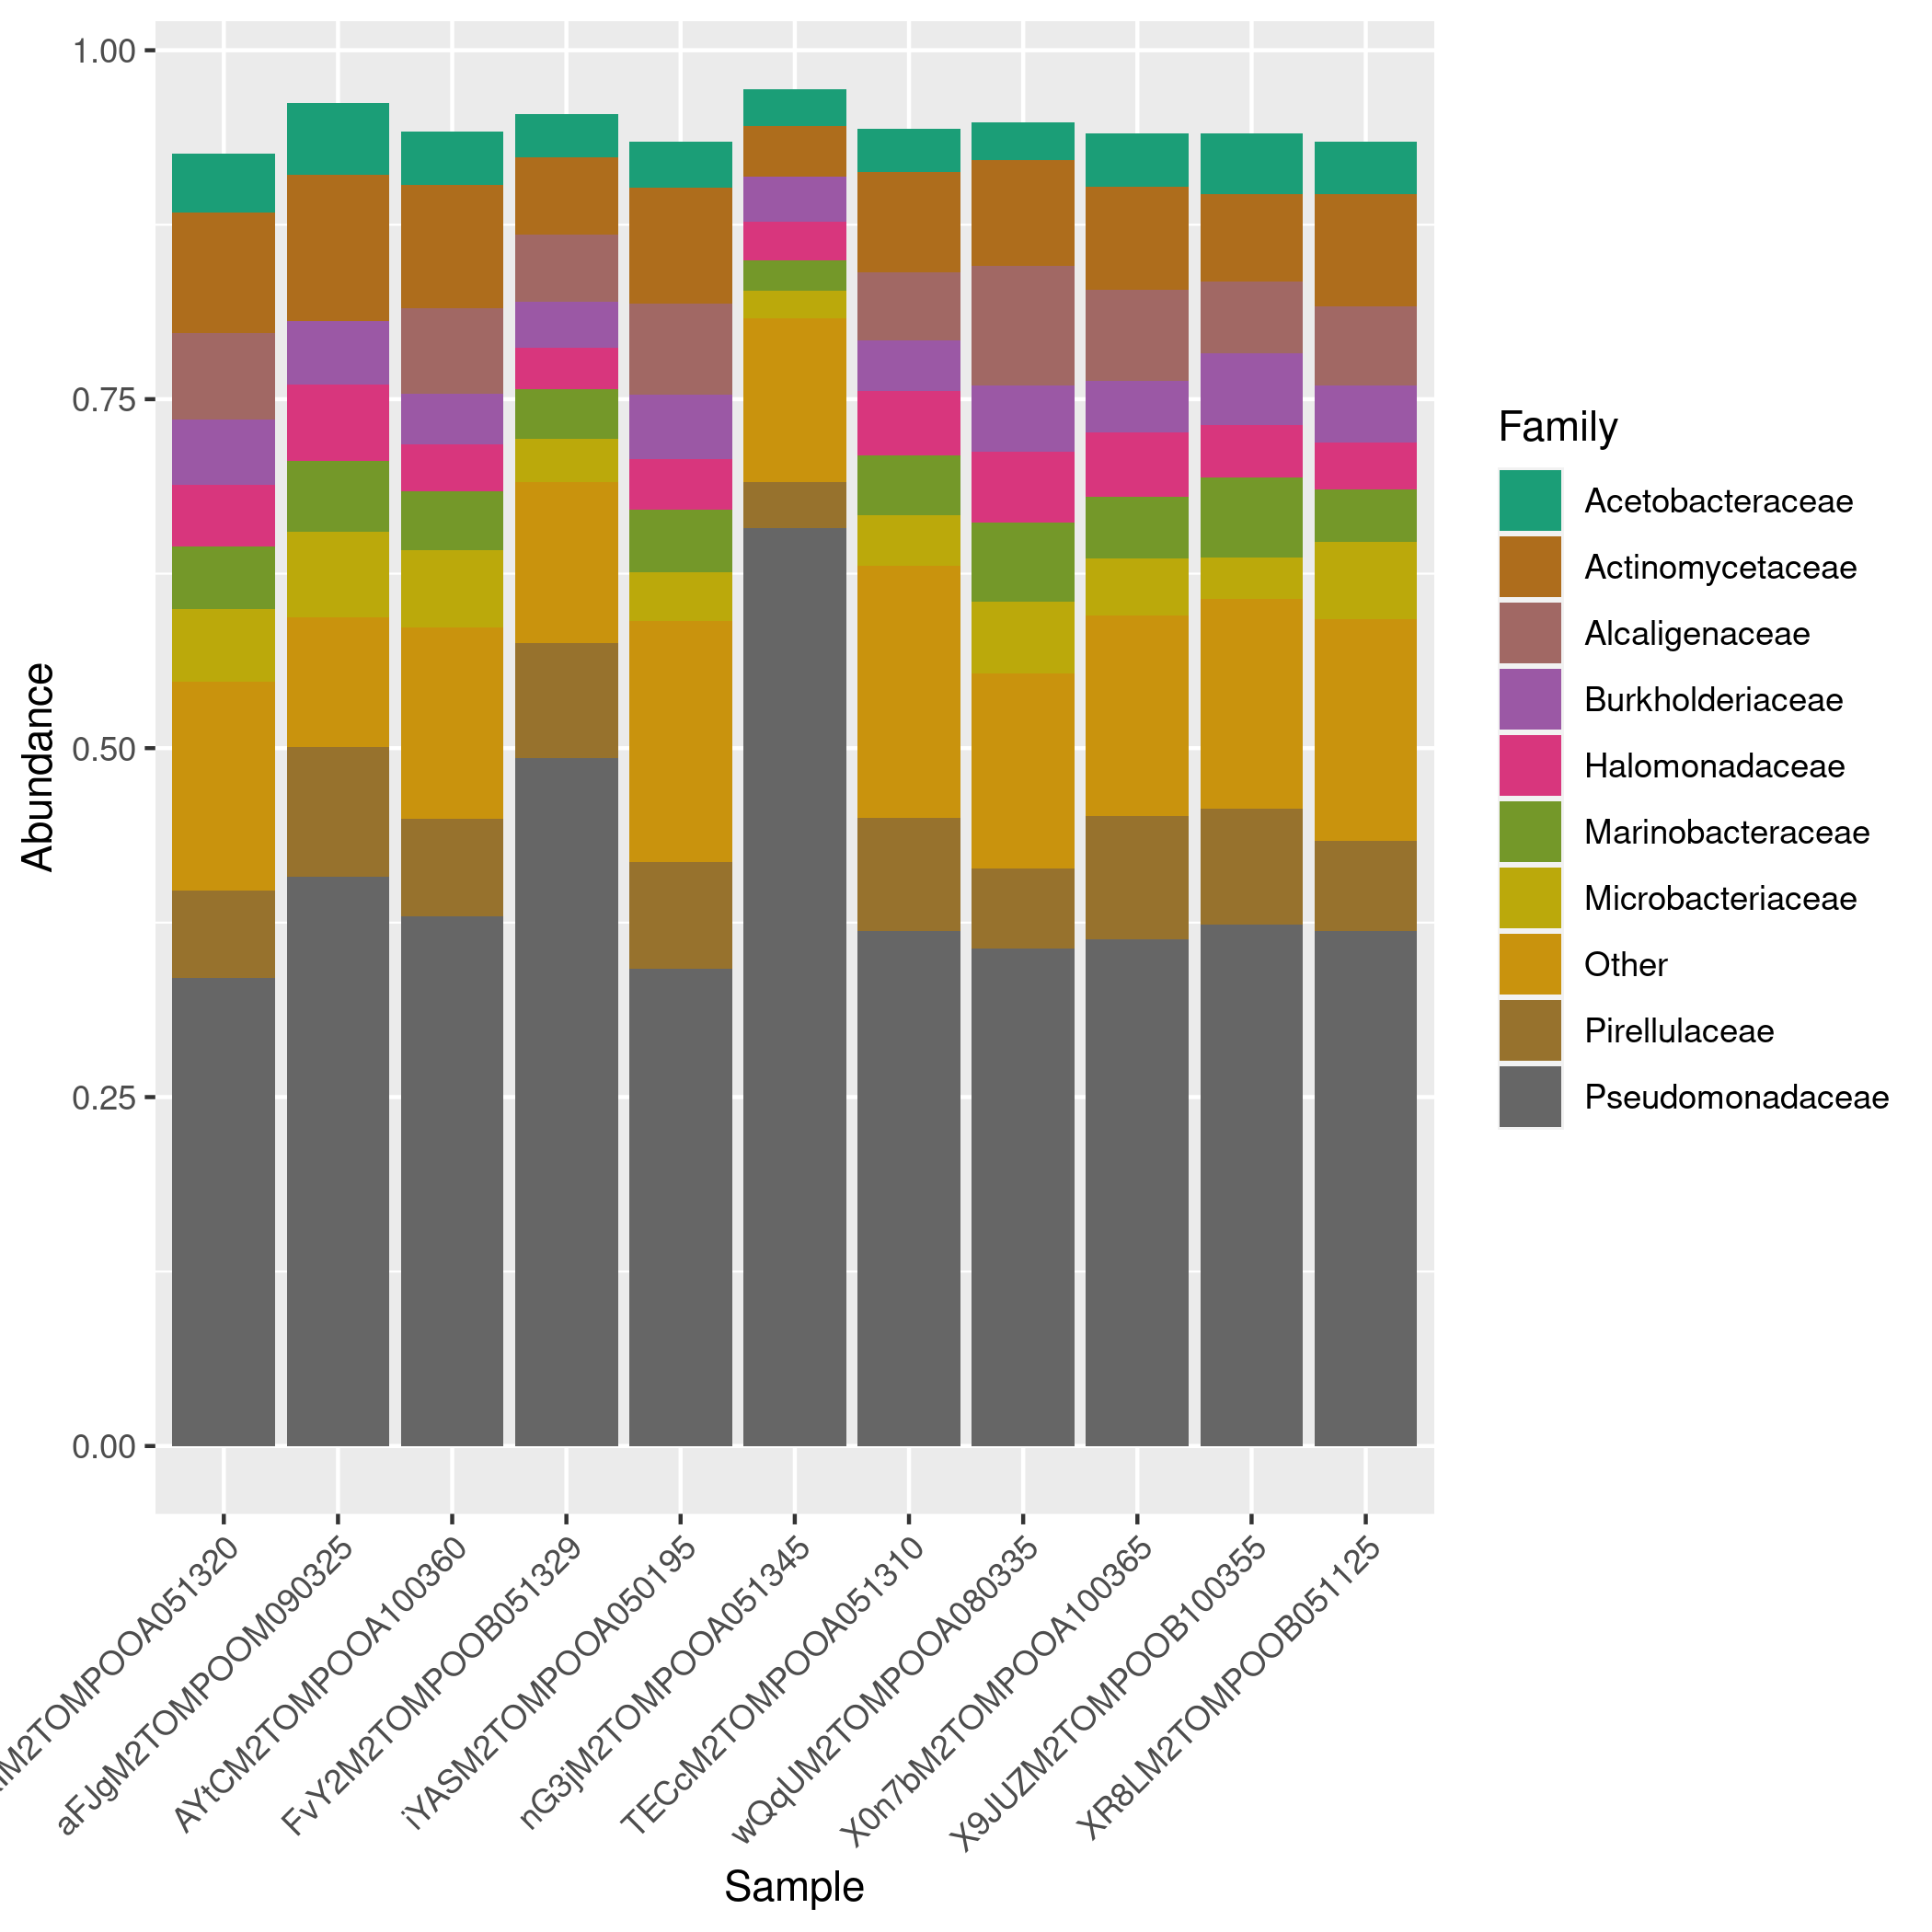 1.00
0.75
0.50
0.25
0.00
Abundance
M2TOMPOOA051320
aFJgM2TOMPOOM090325
AYtCM2TOMPOOA100360
FvY2M2TOMPOOB051329
iYASM2TOMPOOA050195
nG3jM2TOMPOOA051345
TECcM2TOMPOOA051310
wQqUM2TOMPOOA080335
X0n7bM2TOMPOOA100365
X9JUZM2TOMPOOB100355
XR8LM2TOMPOOB051125
Sample
Family
Acetobacteraceae
Actinomycetaceae
Alcaligenaceae
Burkholderiaceae
Halomonadaceae
Marinobacteraceae
Microbacteriaceae
Other
Pirellulaceae
Pseudomonadaceae